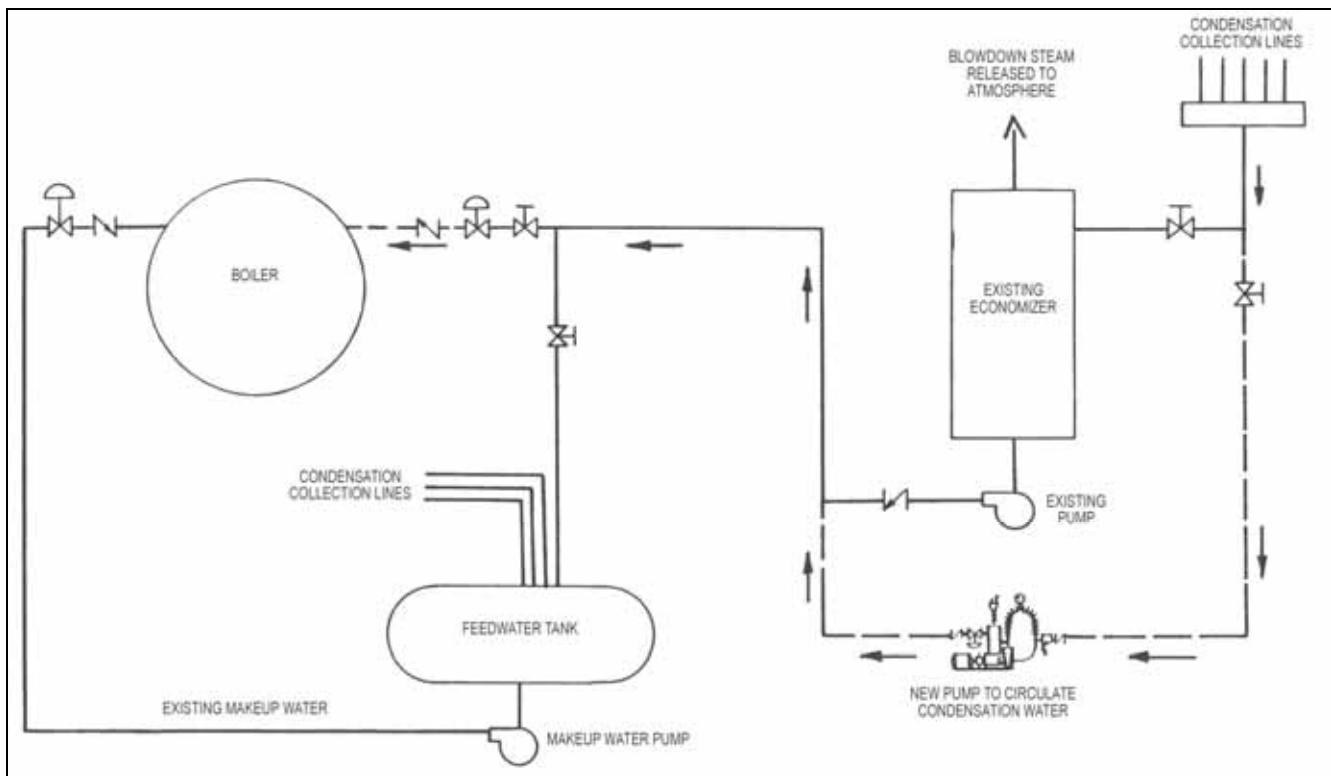 CONDENSATION
COLLECTION LINES
BLOWDOWN STEAM
RELEASED TO
ATMOSPHERE
BOILER
EXISTING
ECONOMIZER
CONDENSATION
COLLECTION LINES
EXISTING
PUMP
FEEDWATER TANK
NEW PUMP TO CIRCULATE
CONDENSATION WATER
EXISTING MAKEUP WATER
MAKEUP WATER PUMP